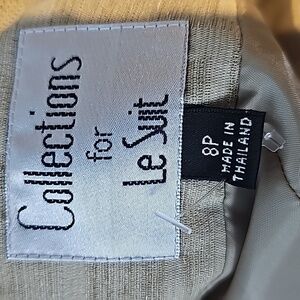 Collections
for
Le Suit
8P
MADE IN
THAILAND